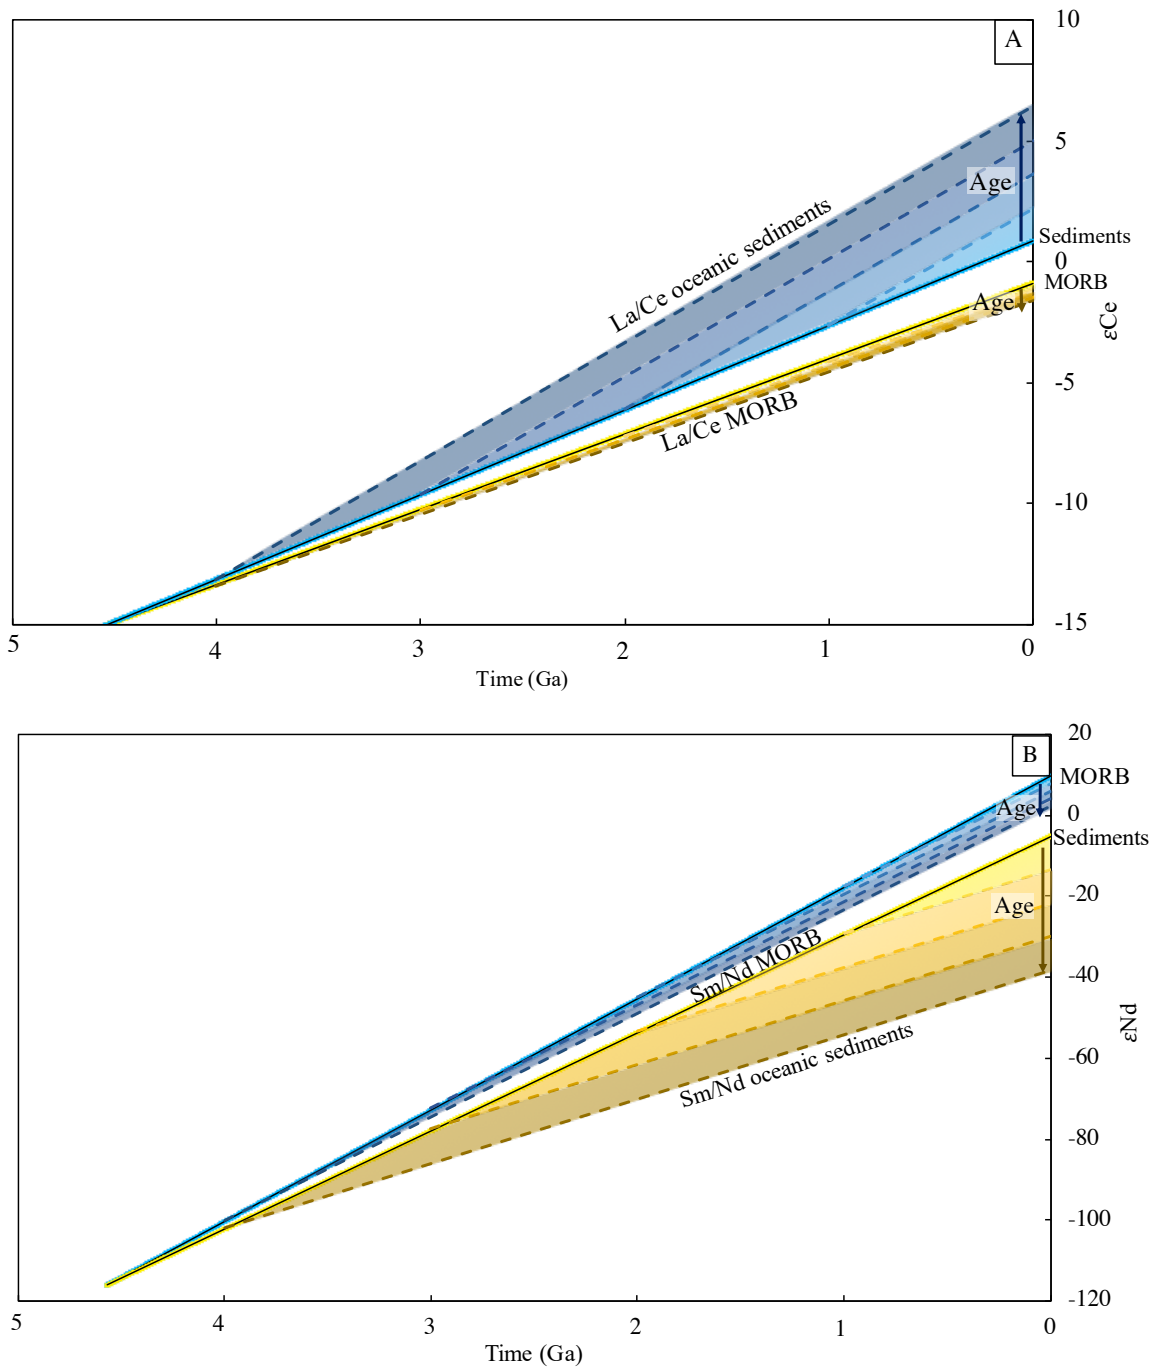 10
A
5
Age
La/Ce oceanic sediments
Sediments
0
MORB
Age
εCe
-5
La/Ce MORB
-10
-15
5
4
3
2
1
0
Time (Ga)
20
B
MORB
Age
0
Sediments
-20
Age
Sm/Nd MORB
-40
εNd
Sm/Nd oceanic sediments
-60
-80
-100
-120
5
4
3
2
1
0
Time (Ga)